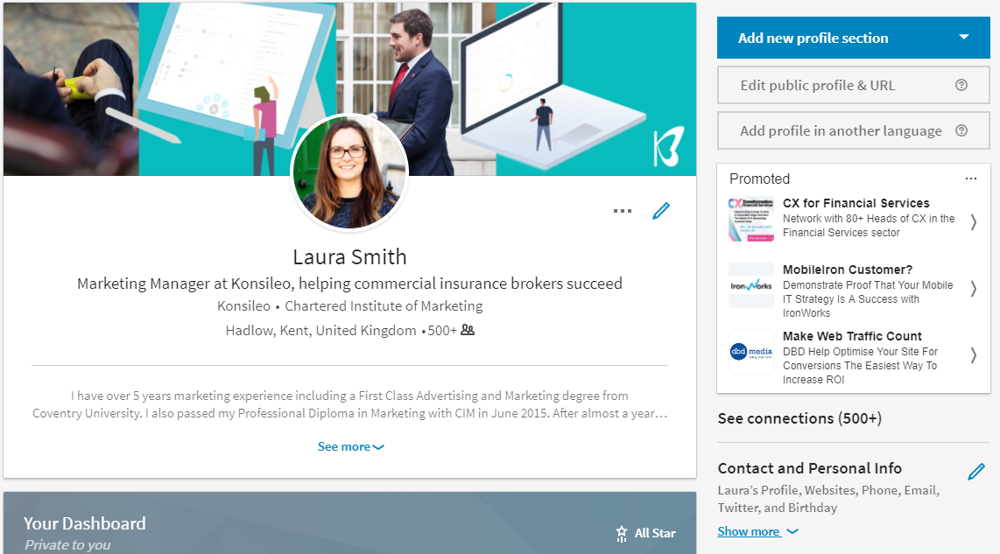 Add new profile section
Edit public profile & URL
Add profile in another language
Laura Smith
Marketing Manager at Konsileo, helping commercial insurance brokers succeed
Konsileo • Chartered Institute of Marketing
Hadlow, Kent, United Kingdom • 500+
I have over 5 years marketing experience including a First Class Advertising and Marketing degree from
Coventry University. I also passed my Professional Diploma in Marketing with CIM in June 2015. After almost a year…
See more
Your Dashboard
Private to you
All Star
Promoted
CX for Financial Services
Network with 80+ Heads of CX in the
Financial Services sector
MobileIron Customer?
IronWorks
Demonstrate Proof That Your Mobile
IT Strategy Is A Success with
IronWorks
Make Web Traffic Count
dbd media
DBD Help Optimise Your Site For
Conversions The Easiest Way To
Increase ROI
See connections (500+)
Contact and Personal Info
Laura's Profile, Websites, Phone, Email,
Twitter, and Birthday
Show more